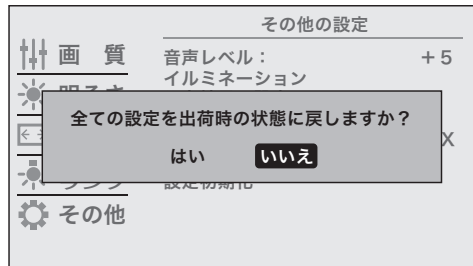 その他の設定
画 質
音声レベル： +5
イルミネーション
全ての設定を出荷時の状態に戻しますか？
はい いいえ
X
設定初期化
その他